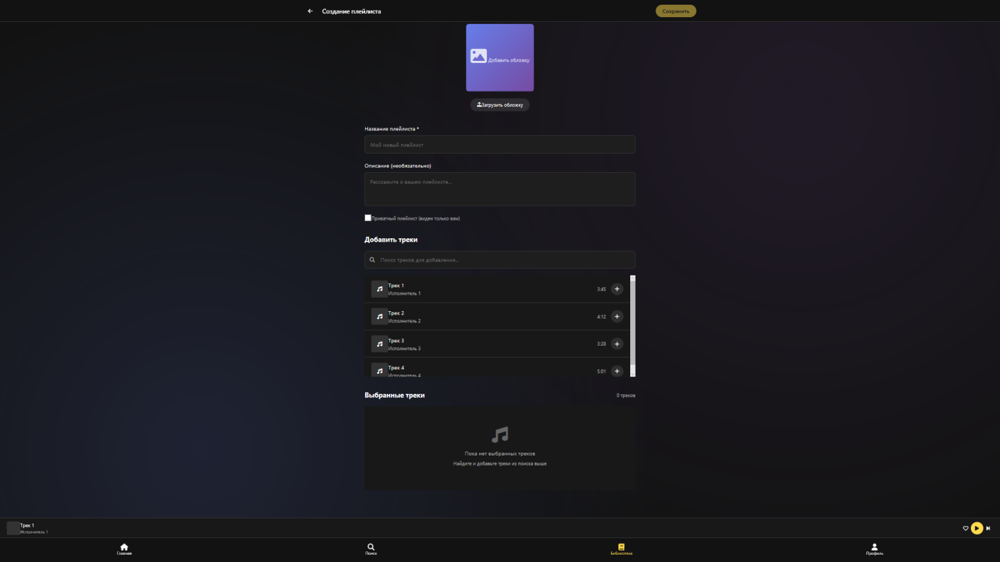 Создание плейлиста
Сохранить
Добавить обложку
Загрузить обложку
Название плейлиста *
Мой новый плейлист
Описание (необязательно)
Расскажите о вашем плейлисте...
Приватный плейлист (виден только вам)
Добавить треки
Поиск треков для добавления...
Трек 1
Исполнитель 1
3:45
Трек 2
Исполнитель 2
4:12
Трек 3
Исполнитель 3
3:28
Трек 4
Исполнитель 4
5:01
Выбранные треки
0 треков
Пока нет выбранных треков
Найдите и добавьте треки из поиска выше
Трек 1
Исполнитель 1
Главная
Поиск
Библиотека
Профиль